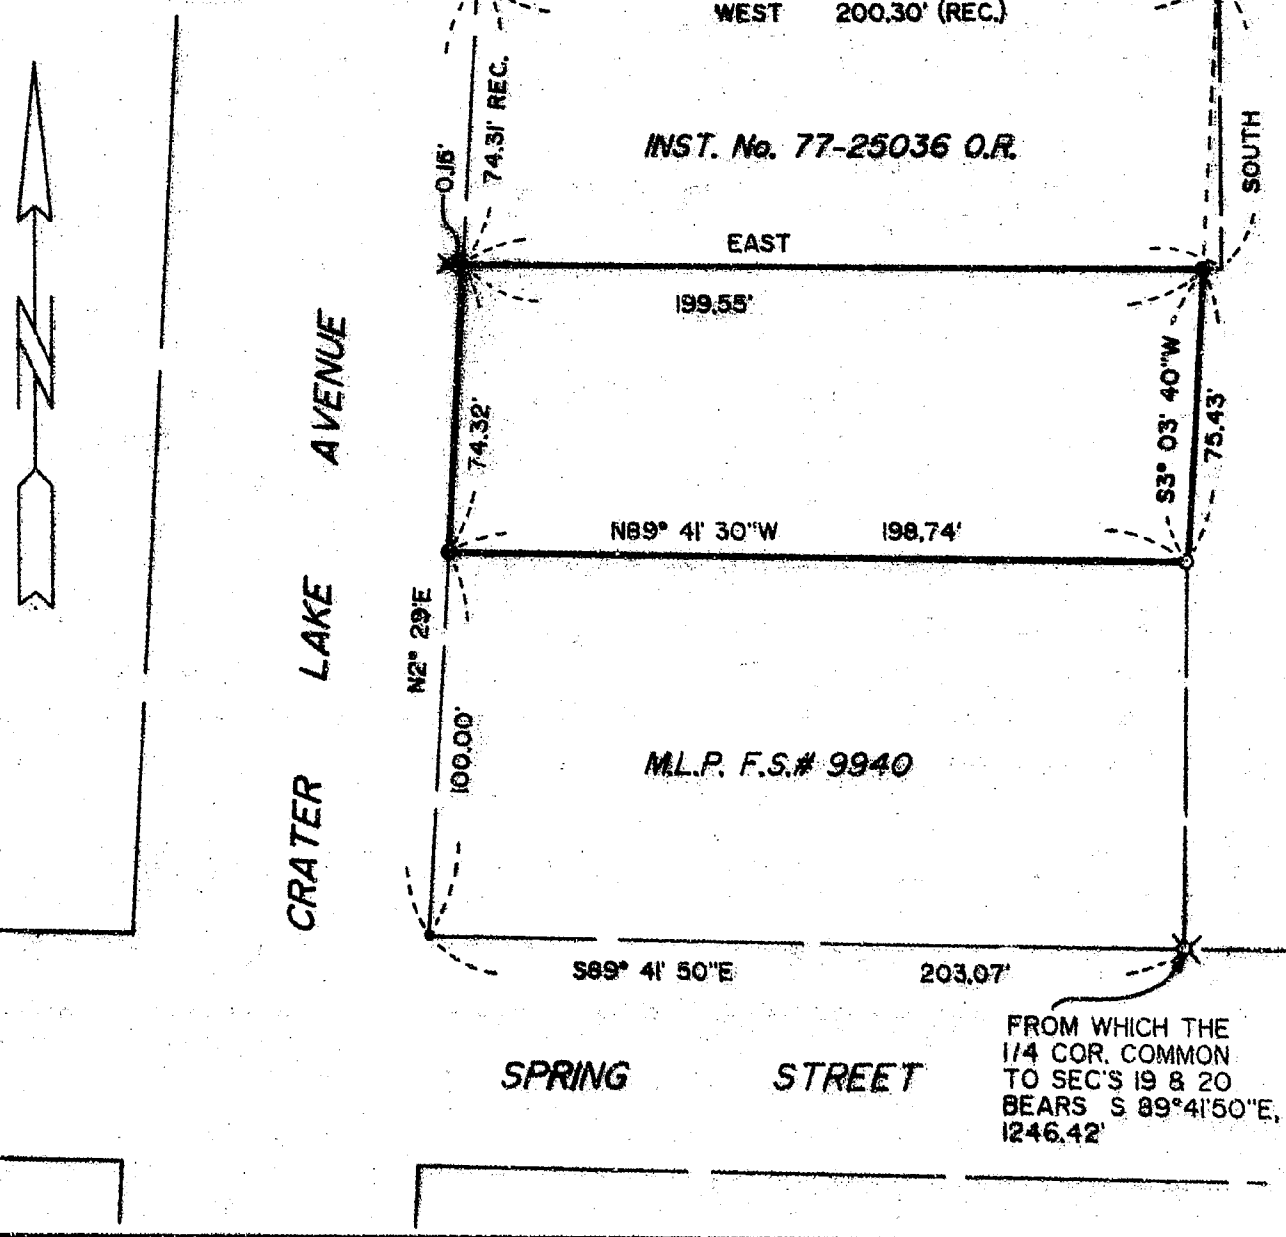 WEST 200.30' (REC.)
74.31' REC.
0.15'
INST. No. 77-25036 O.R.
SOUTH
EAST
199.55'
N
CRATER LAKE AVENUE
74.32'
S3° 03' 40"W
75.43'
N89° 41' 30"W 198.74'
N2° 29'E
100.00'
M.L.P. F.S.# 9940
S89° 41' 50"E 203.07'
FROM WHICH THE
1/4 COR. COMMON
TO SEC'S 19 & 20
BEARS S 89°41'50"E,
1246.42'
SPRING STREET